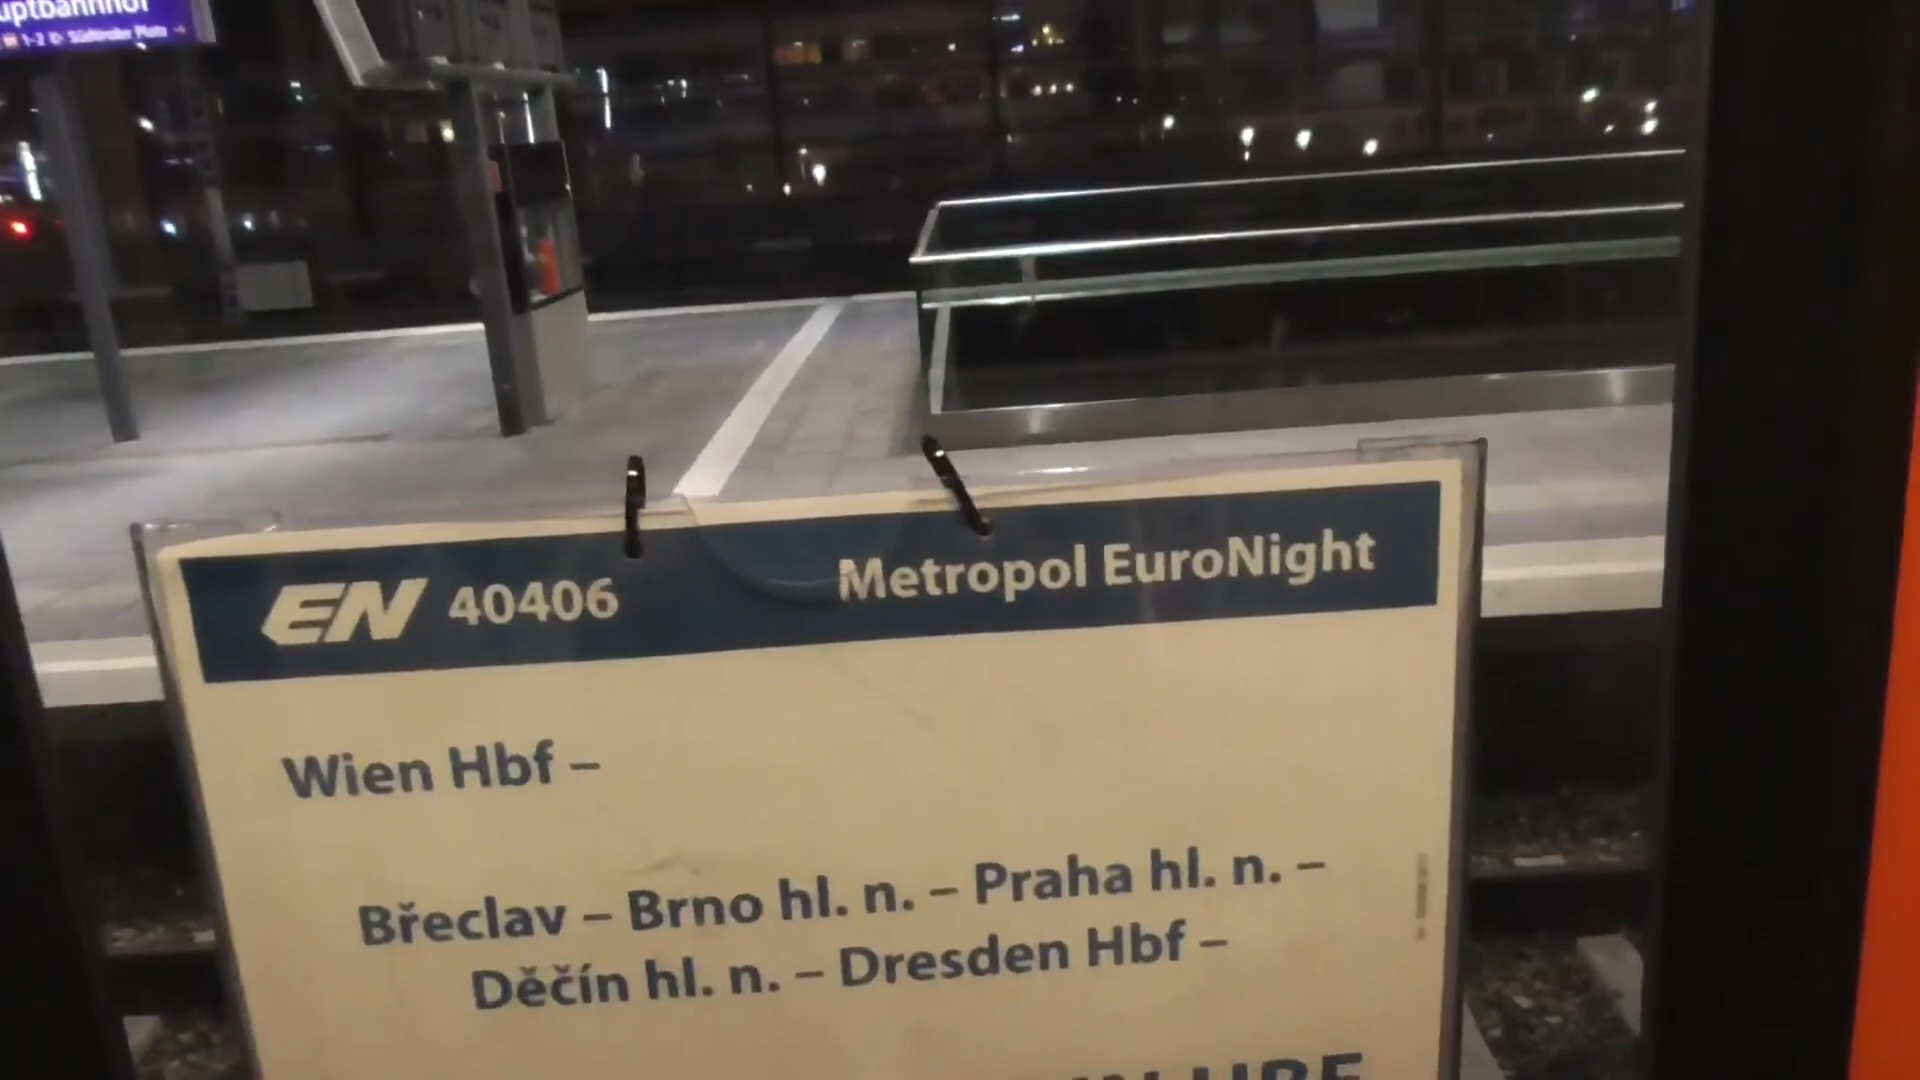 uptbahnhof
1-2 Südtiroler Platz →
EN 40406 Metropol EuroNight
Wien Hbf –
Břeclav – Brno hl. n. – Praha hl. n. –
Děčín hl. n. – Dresden Hbf –